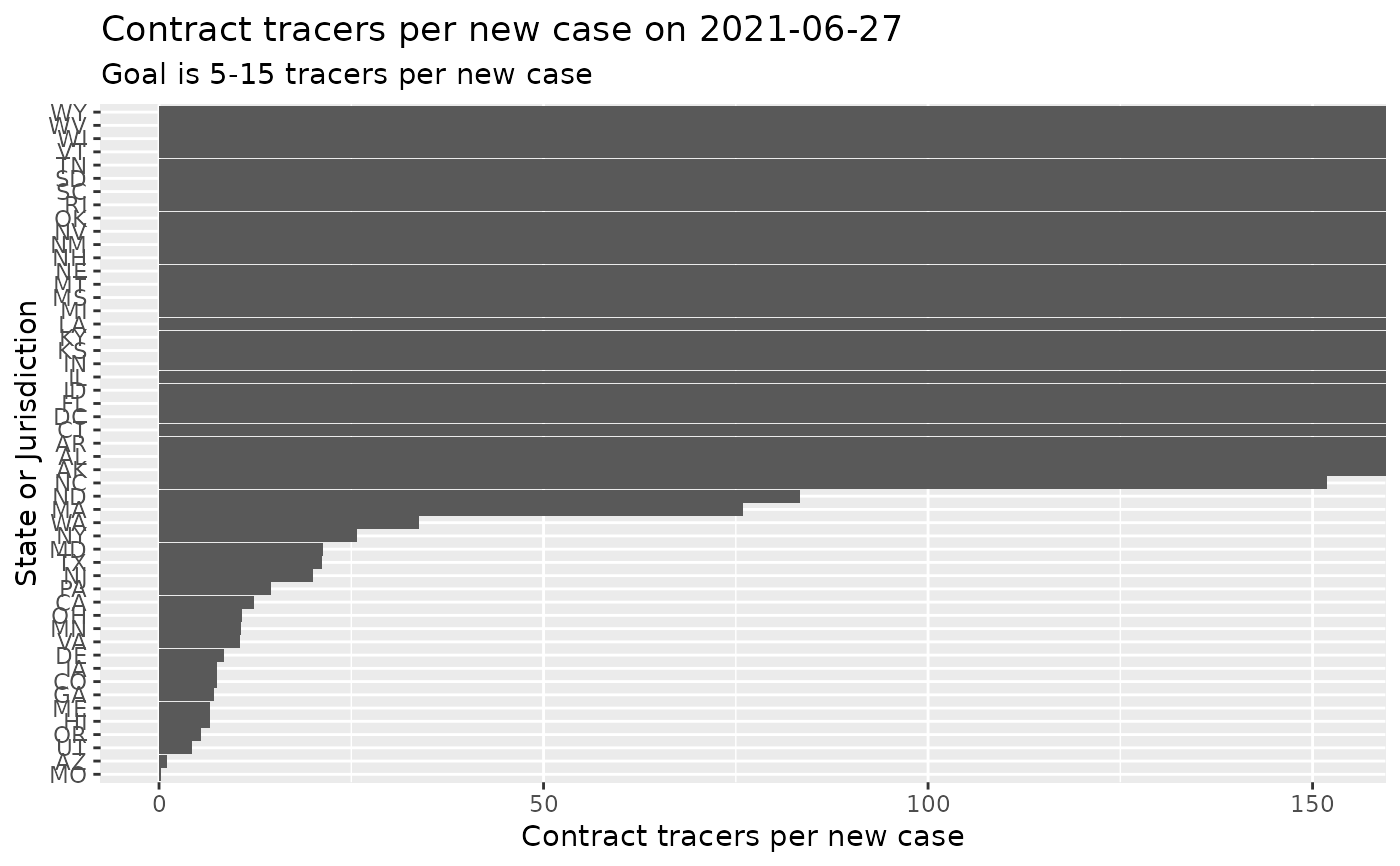 Contract tracers per new case on 2021-06-27
Goal is 5-15 tracers per new case
State or Jurisdiction
WY
WV
WI
VT
TN
SD
SC
RI
OK
NV
NM
NH
NE
MT
MS
MI
LA
KY
KS
IN
IL
ID
FL
DC
CT
AR
AL
AK
NC
ND
MA
WA
NY
MD
TX
NJ
PA
CA
OH
MN
VA
DE
IA
CO
GA
ME
HI
OR
UT
AZ
MO
0 50 100 150
Contract tracers per new case